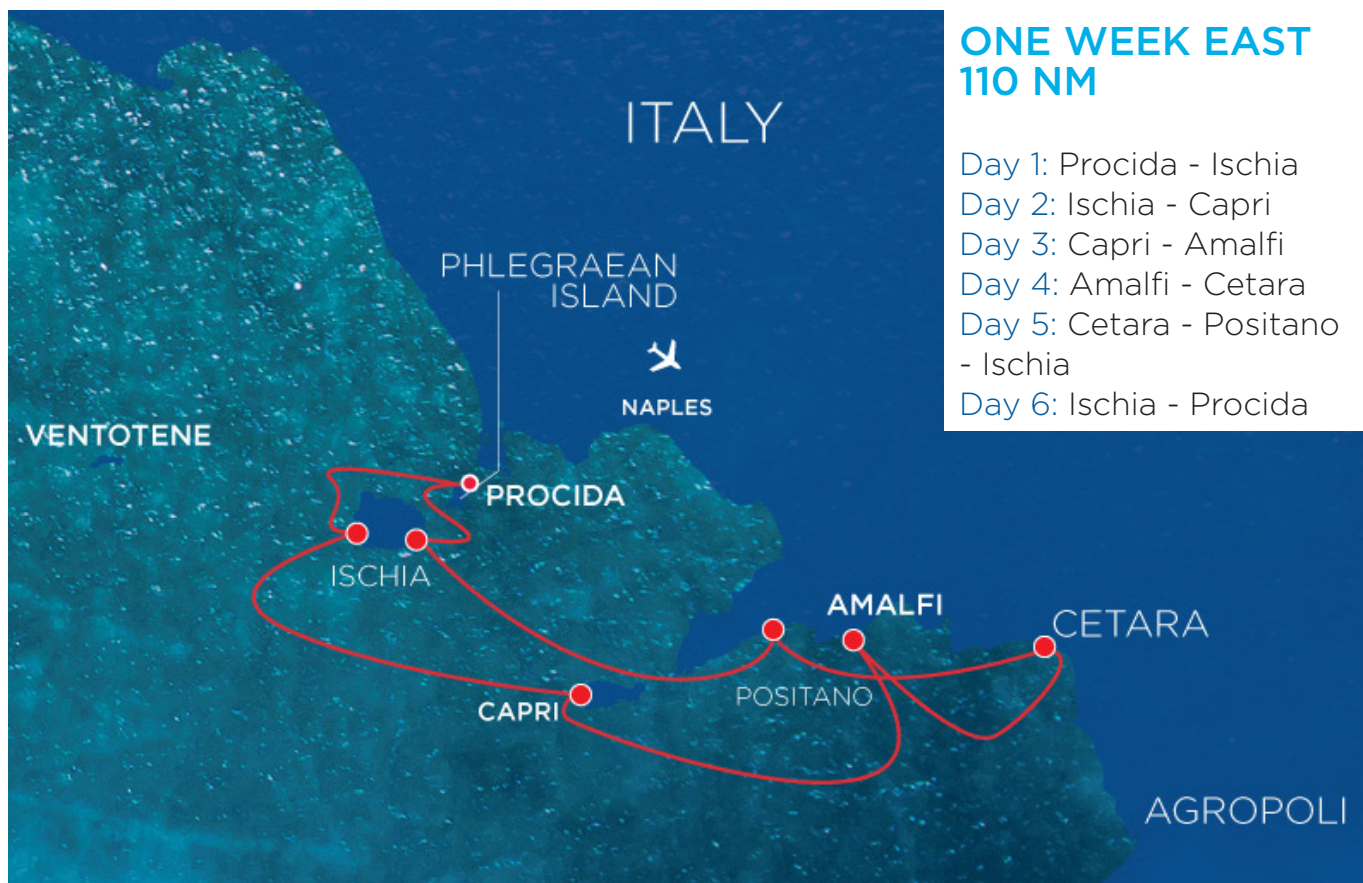 ONE WEEK EAST
110 NM
Day 1: Procida - Ischia
Day 2: Ischia - Capri
Day 3: Capri - Amalfi
Day 4: Amalfi - Cetara
Day 5: Cetara - Positano
- Ischia
Day 6: Ischia - Procida
ITALY
PHLEGRAEAN
ISLAND
NAPLES
VENTOTENE
PROCIDA
ISCHIA
AMALFI
CETARA
POSITANO
CAPRI
AGROPOLI